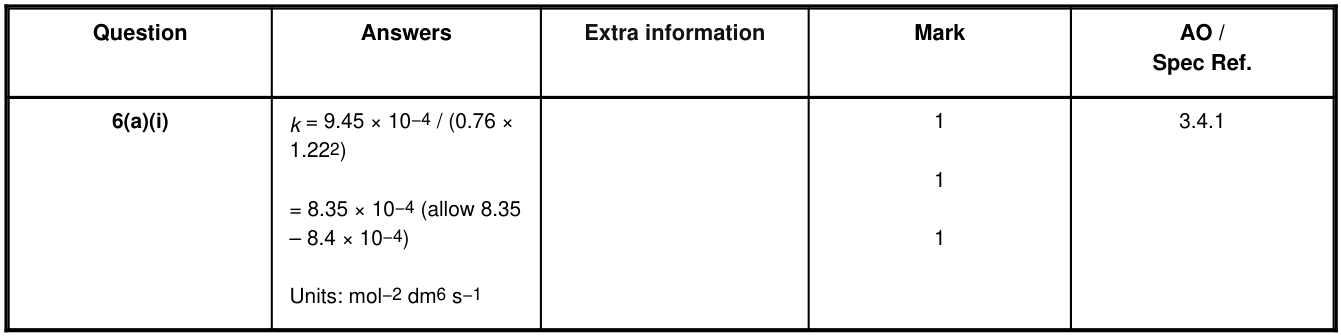 Question Answers Extra information Mark AO /
Spec Ref.
6(a)(i) k = 9.45 × 10−4 / (0.76 × 1 3.4.1
1.222)
1
= 8.35 × 10−4 (allow 8.35
– 8.4 × 10−4) 1
Units: mol−2 dm6 s−1